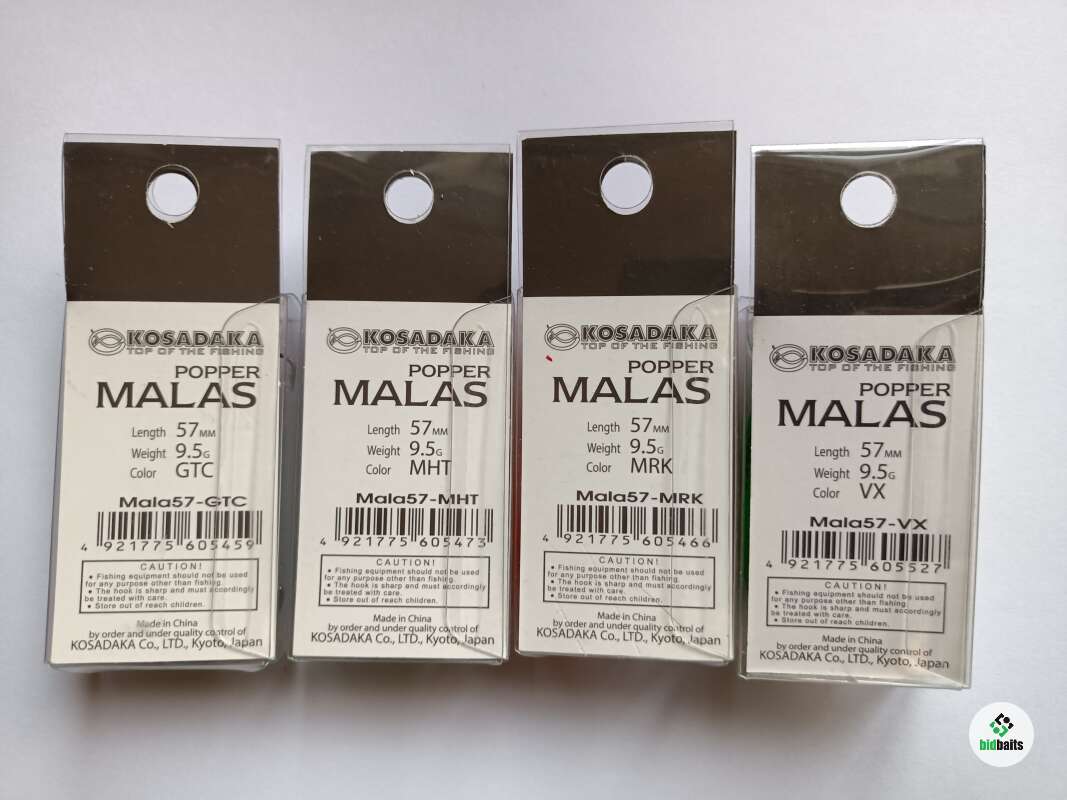 KOSADAKA
TOP OF THE FISHING
POPPER
MALAS
Length 57MM
Weight 9.5G
Color GTC
Mala57-GTC
4 921775 605459
CAUTION!
• Fishing equipment should not be used
for any purpose other than fishing.
• The hook is sharp and must accordingly
be treated with care.
• Store out of reach children.
Made in China
by order and under quality control of
KOSADAKA Co., LTD., Kyoto, Japan
KOSADAKA
TOP OF THE FISHING
POPPER
MALAS
Length 57MM
Weight 9.5G
Color MHT
Mala57-MHT
4 921775 605473
CAUTION!
• Fishing equipment should not be used
for any purpose other than fishing.
• The hook is sharp and must accordingly
be treated with care.
• Store out of reach children.
Made in China
by order and under quality control of
KOSADAKA Co., LTD., Kyoto, Japan
KOSADAKA
TOP OF THE FISHING
POPPER
MALAS
Length 57MM
Weight 9.5G
Color MRK
Mala57-MRK
4 921775 605466
CAUTION!
• Fishing equipment should not be used
for any purpose other than fishing.
• The hook is sharp and must accordingly
be treated with care.
• Store out of reach children.
Made in China
by order and under quality control of
KOSADAKA Co., LTD., Kyoto, Japan
KOSADAKA
TOP OF THE FISHING
POPPER
MALAS
Length 57MM
Weight 9.5G
Color VX
Mala57-VX
4 921775 605527
CAUTION!
• Fishing equipment should not be used
for any purpose other than fishing.
• The hook is sharp and must accordingly
be treated with care.
• Store out of reach children.
Made in China
by order and under quality control of
KOSADAKA Co., LTD., Kyoto, Japan
bidbaits